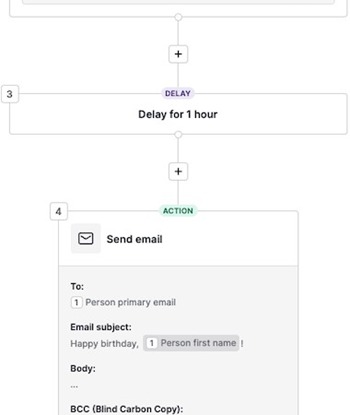 +
3
DELAY
Delay for 1 hour
+
4
ACTION
Send email
To:
1 Person primary email
Email subject:
Happy birthday, 1 Person first name !
Body:
...
BCC (Blind Carbon Copy):